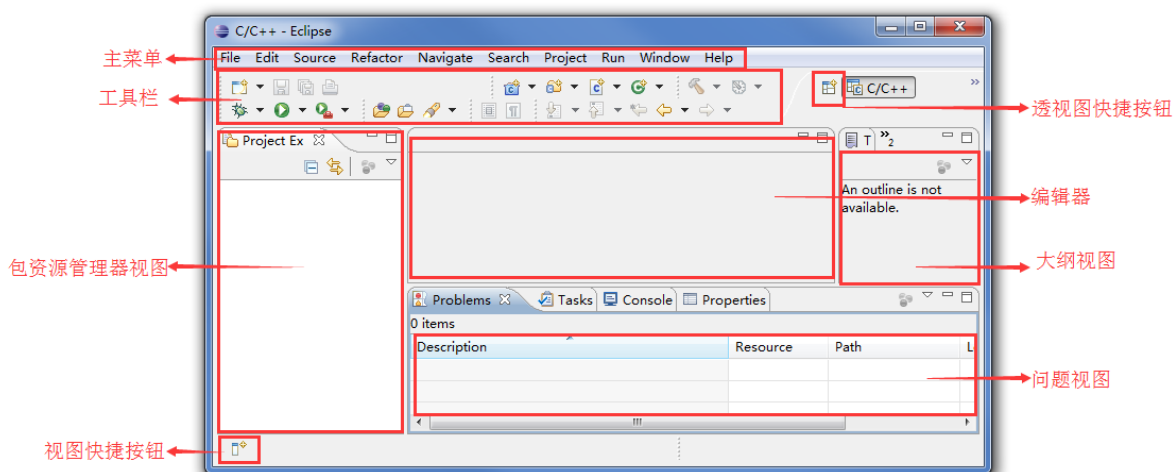 C/C++ - Eclipse
主菜单
File Edit Source Refactor Navigate Search Project Run Window Help
工具栏
C/C++
透视图快捷按钮
Project Ex
T
2
An outline is not
available.
编辑器
包资源管理器视图
大纲视图
Problems Tasks Console Properties
0 items
Description Resource Path L
问题视图
视图快捷按钮